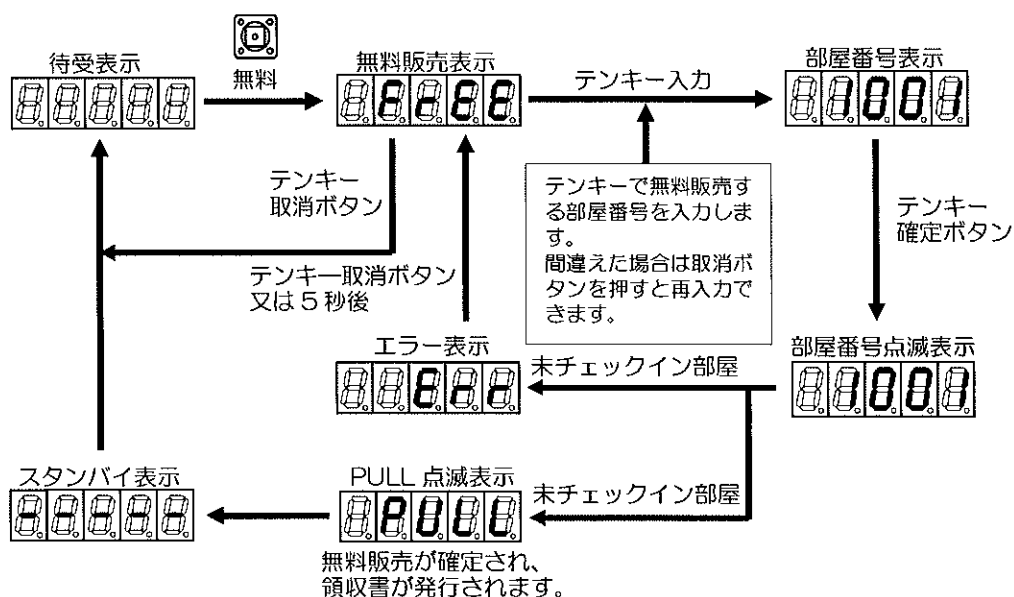 待受表示
無料
無料販売表示
FrEE
テンキー入力
部屋番号表示
1001
テンキー
取消ボタン
テンキーで無料販売す
る部屋番号を入力しま
す。
間違えた場合は取消ボ
タンを押すと再入力で
きます。
テンキー
確定ボタン
テンキー取消ボタン
又は5秒後
エラー表示
Err
末チェックイン部屋
部屋番号点滅表示
1001
スタンバイ表示
-----
PULL 点滅表示
PULL
末チェックイン部屋
無料販売が確定され、
領収書が発行されます。